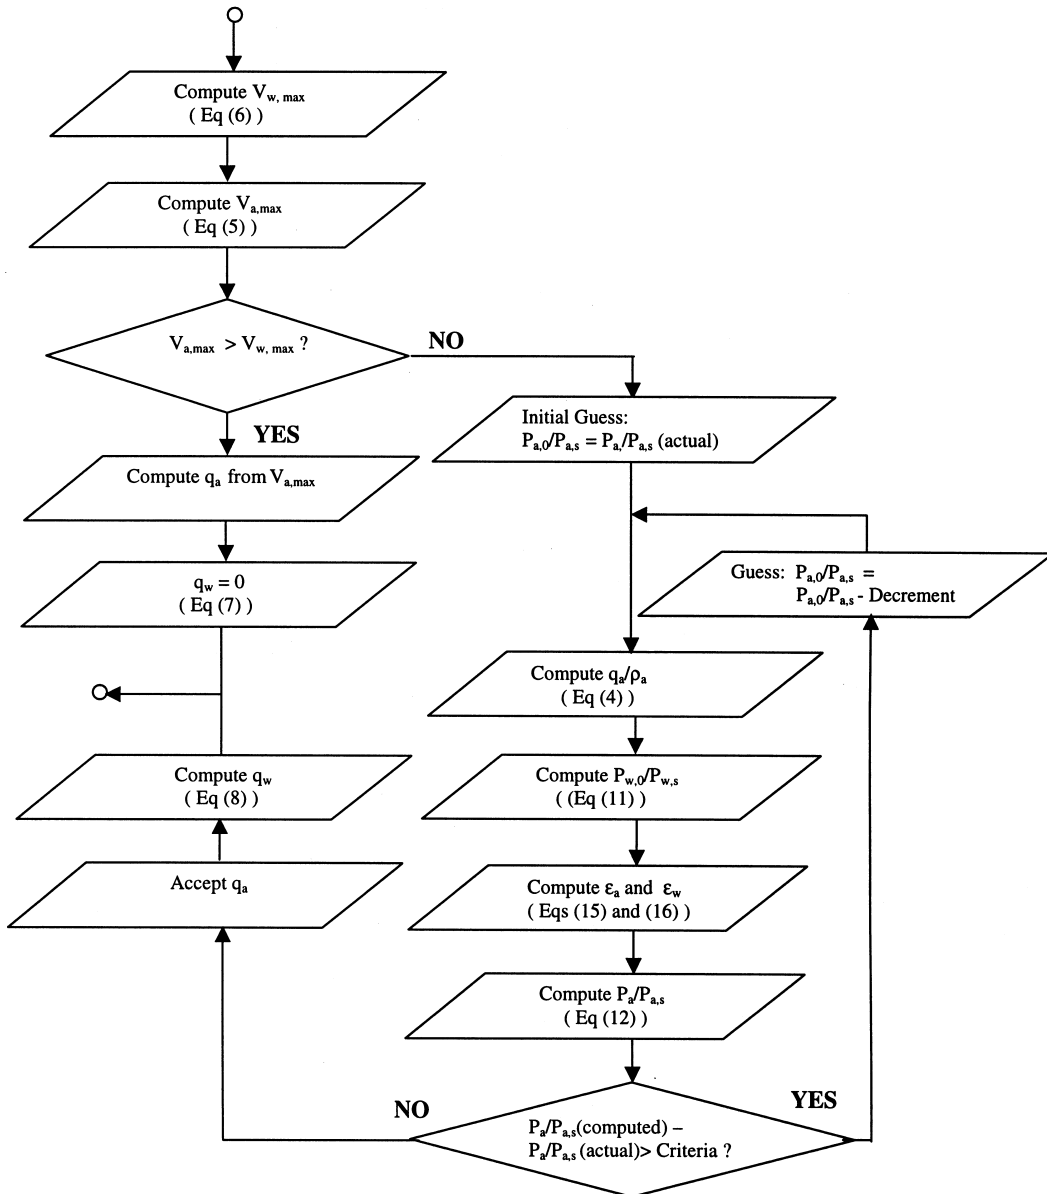 Compute V_w, max
( Eq (6) )
Compute V_a,max
( Eq (5) )
V_a,max > V_w, max ?
NO
YES
Initial Guess:
P_a,0/P_a,s = P_a/P_a,s (actual)
Compute q_a from V_a,max
q_w = 0
( Eq (7) )
Guess: P_a,0/P_a,s =
P_a,0/P_a,s - Decrement
Compute q_a/ρ_a
( Eq (4) )
Compute P_w,0/P_w,s
( (Eq (11) )
Compute q_w
( Eq (8) )
Accept q_a
Compute ε_a and ε_w
( Eqs (15) and (16) )
Compute P_a/P_a,s
( Eq (12) )
NO
YES
P_a/P_a,s(computed) –
P_a/P_a,s (actual)> Criteria ?